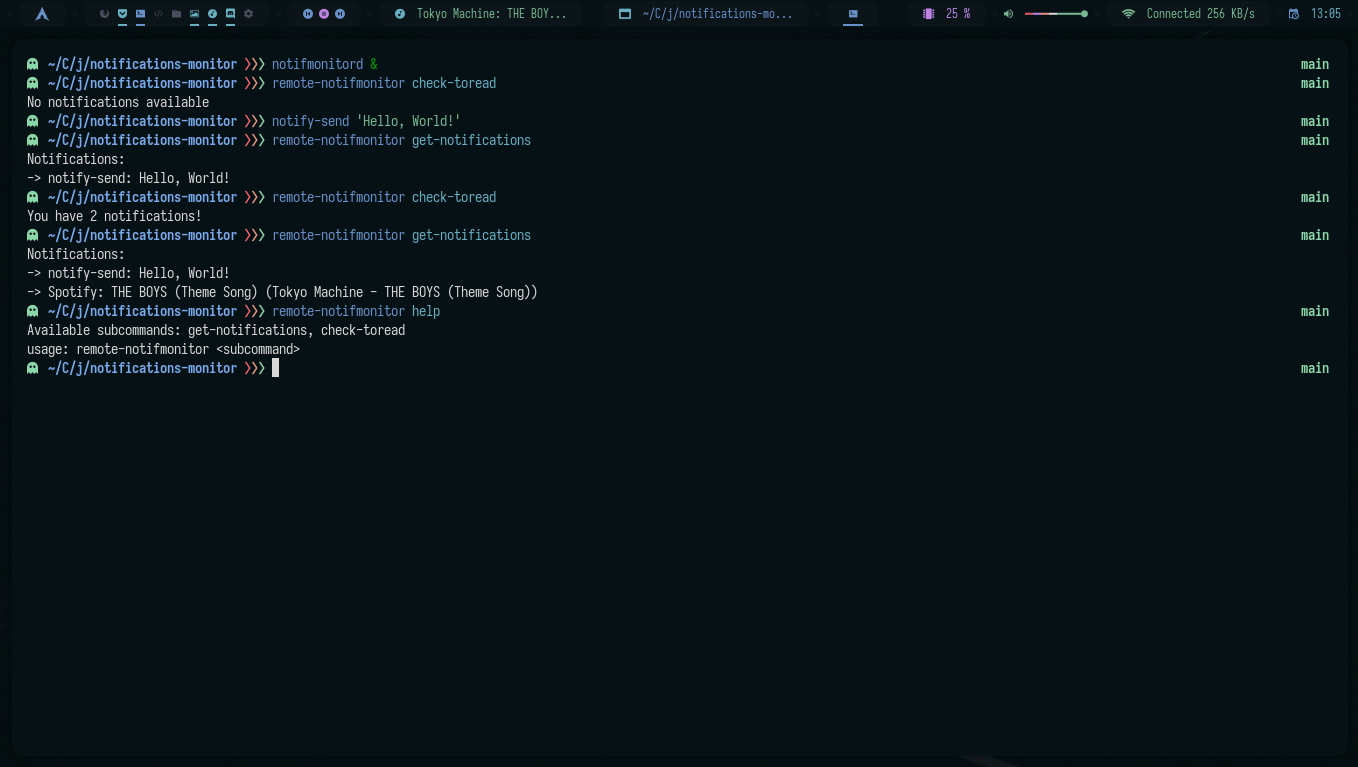 Tokyo Machine: THE BOY... ~/C/j/notifications-mo... 25 % Connected 256 KB/s 13:05
~/C/j/notifications-monitor ❯❯❯ notifmonitord & main
~/C/j/notifications-monitor ❯❯❯ remote-notifmonitor check-toread main
No notifications available
~/C/j/notifications-monitor ❯❯❯ notify-send 'Hello, World!' main
~/C/j/notifications-monitor ❯❯❯ remote-notifmonitor get-notifications main
Notifications:
-> notify-send: Hello, World!
~/C/j/notifications-monitor ❯❯❯ remote-notifmonitor check-toread main
You have 2 notifications!
~/C/j/notifications-monitor ❯❯❯ remote-notifmonitor get-notifications main
Notifications:
-> notify-send: Hello, World!
-> Spotify: THE BOYS (Theme Song) (Tokyo Machine - THE BOYS (Theme Song))
~/C/j/notifications-monitor ❯❯❯ remote-notifmonitor help main
Available subcommands: get-notifications, check-toread
usage: remote-notifmonitor <subcommand>
~/C/j/notifications-monitor ❯❯❯ main